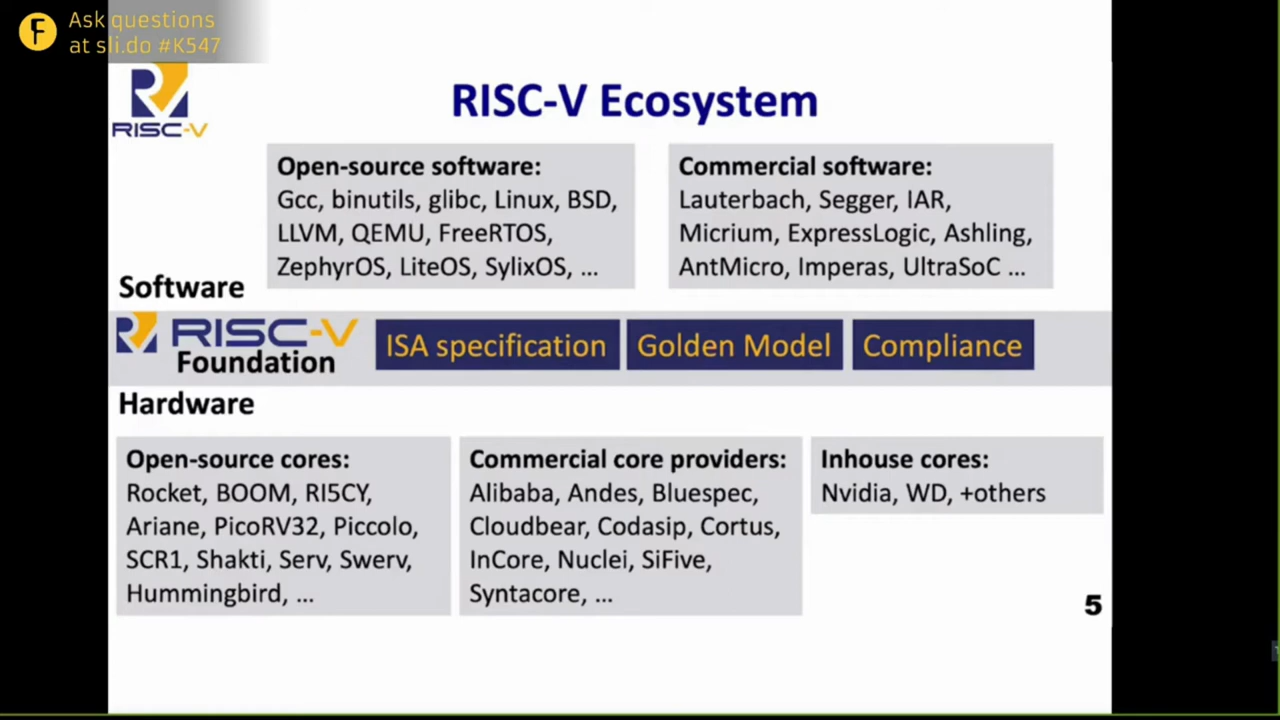 Ask questions
at sli.do #K547
RISC-V
RISC-V Ecosystem
Open-source software:
Gcc, binutils, glibc, Linux, BSD,
LLVM, QEMU, FreeRTOS,
ZephyrOS, LiteOS, SylixOS, ...
Commercial software:
Lauterbach, Segger, IAR,
Micrium, ExpressLogic, Ashling,
AntMicro, Imperas, UltraSoC ...
Software
RISC-V
Foundation
ISA specification
Golden Model
Compliance
Hardware
Open-source cores:
Rocket, BOOM, RI5CY,
Ariane, PicoRV32, Piccolo,
SCR1, Shakti, Serv, Swerv,
Hummingbird, ...
Commercial core providers:
Alibaba, Andes, Bluespec,
Cloudbear, Codasip, Cortus,
InCore, Nuclei, SiFive,
Syntacore, ...
Inhouse cores:
Nvidia, WD, +others
5